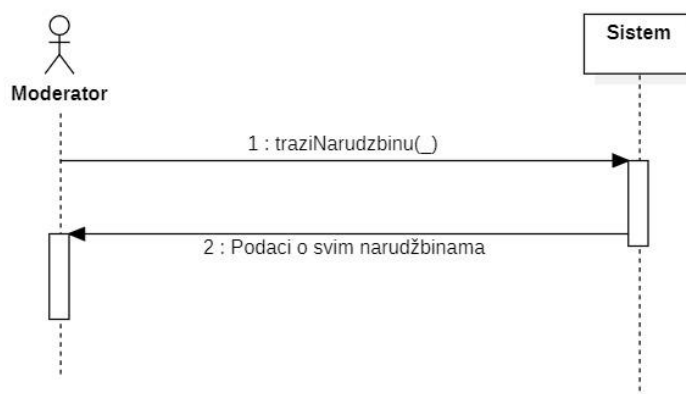 Sistem
Moderator
1 : traziNarudzbinu(_)
2 : Podaci o svim narudžbinama